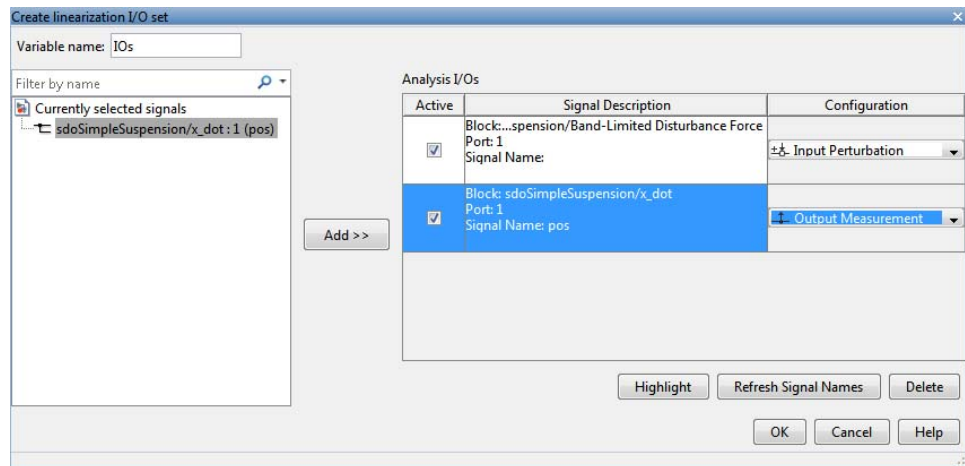 Create linearization I/O set
Variable name: IOs
Filter by name
Currently selected signals
sdoSimpleSuspension/x_dot : 1 (pos)
Add >>
Analysis I/Os
Active Signal Description Configuration
Block:...spension/Band-Limited Disturbance Force
Port: 1
Signal Name:
Input Perturbation
Block: sdoSimpleSuspension/x_dot
Port: 1
Signal Name: pos
Output Measurement
Highlight Refresh Signal Names Delete
OK Cancel Help